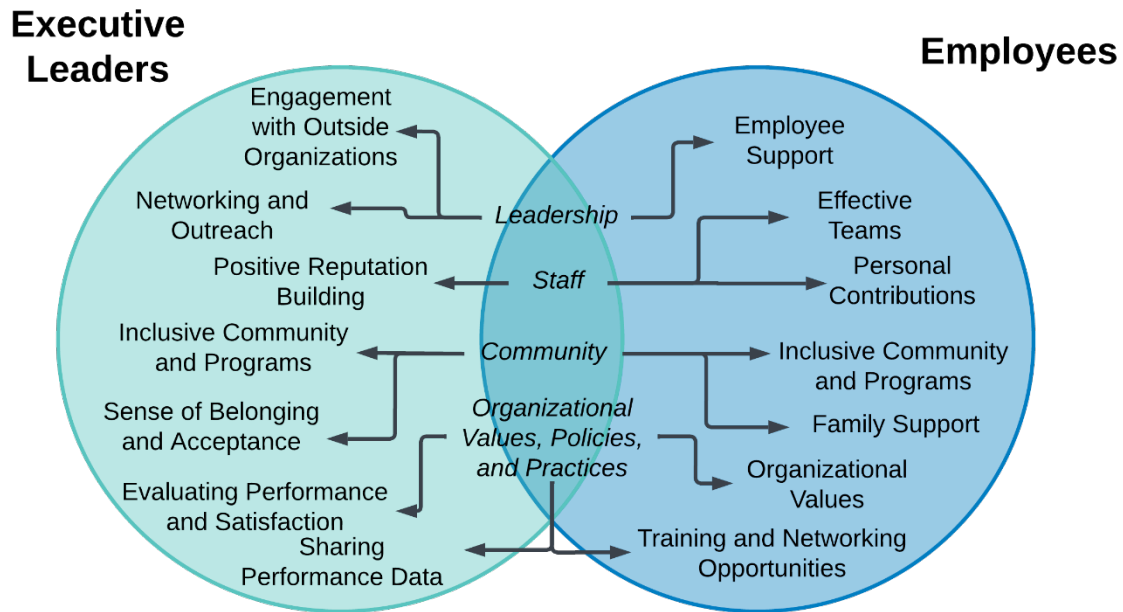 Executive
Leaders
Employees
Engagement
with Outside
Organizations
Networking and
Outreach
Positive Reputation
Building
Inclusive Community
and Programs
Sense of Belonging
and Acceptance
Evaluating Performance
and Satisfaction
Sharing
Performance Data
Leadership
Staff
Community
Organizational
Values, Policies,
and Practices
Employee
Support
Effective
Teams
Personal
Contributions
Inclusive Community
and Programs
Family Support
Organizational
Values
Training and Networking
Opportunities